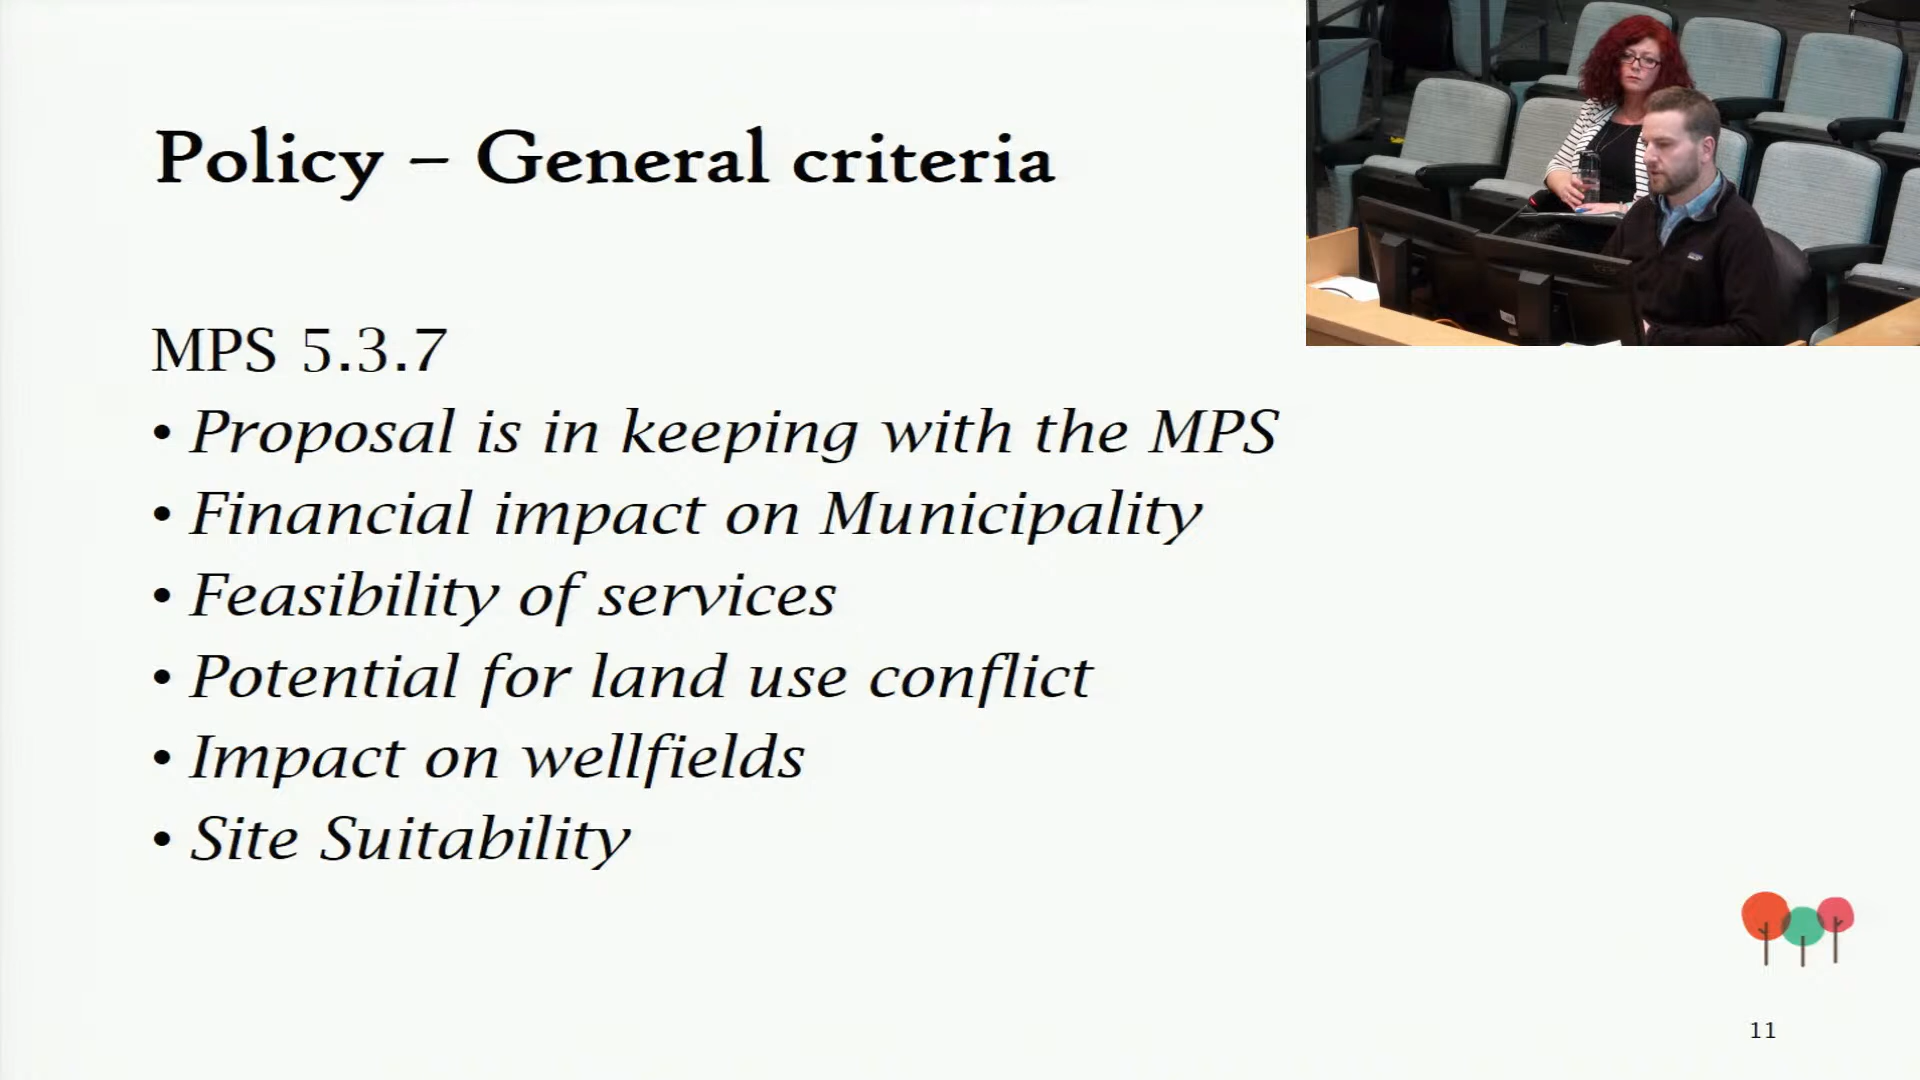 Policy – General criteria
MPS 5.3.7
• Proposal is in keeping with the MPS
• Financial impact on Municipality
• Feasibility of services
• Potential for land use conflict
• Impact on wellfields
• Site Suitability
11